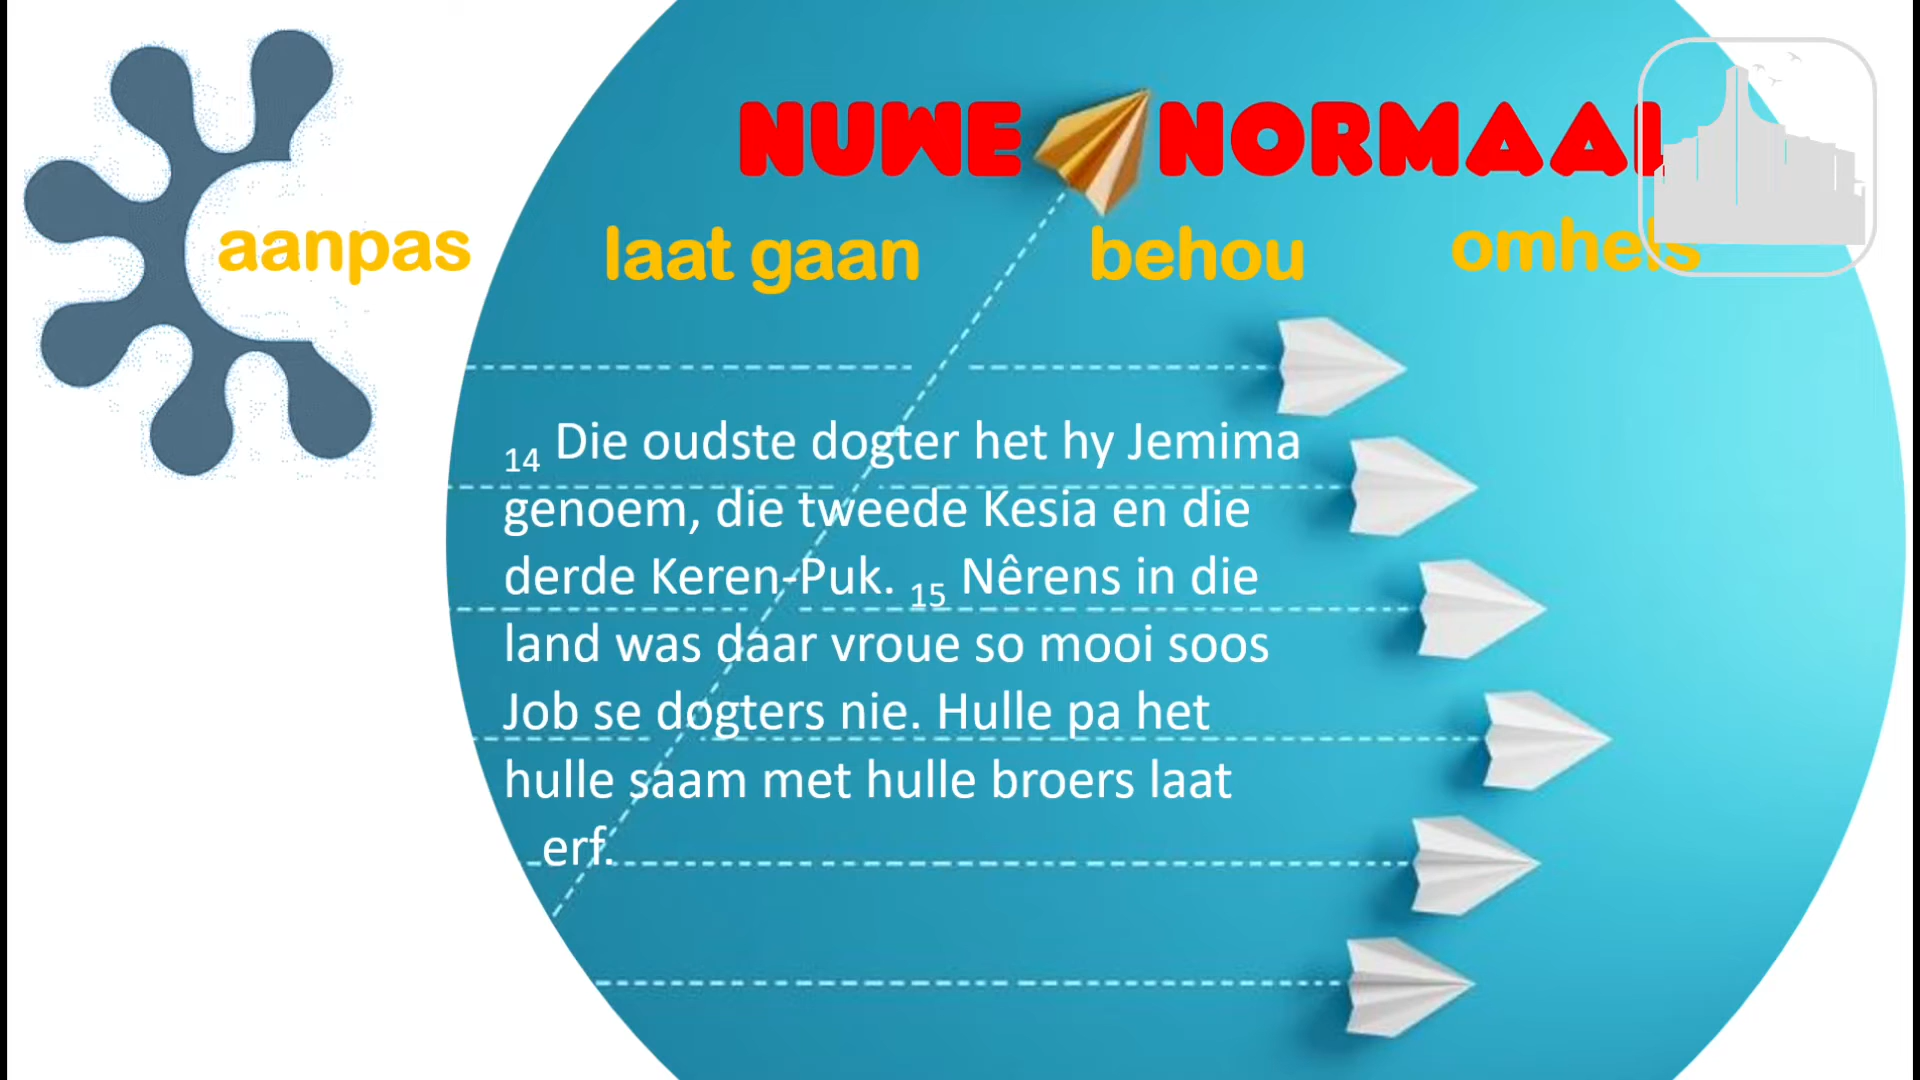 NUWE NORMAAL
aanpas laat gaan behou omhels
14 Die oudste dogter het hy Jemima
genoem, die tweede Kesia en die
derde Keren-Puk. 15 Nêrens in die
land was daar vroue so mooi soos
Job se dogters nie. Hulle pa het
hulle saam met hulle broers laat
erf.